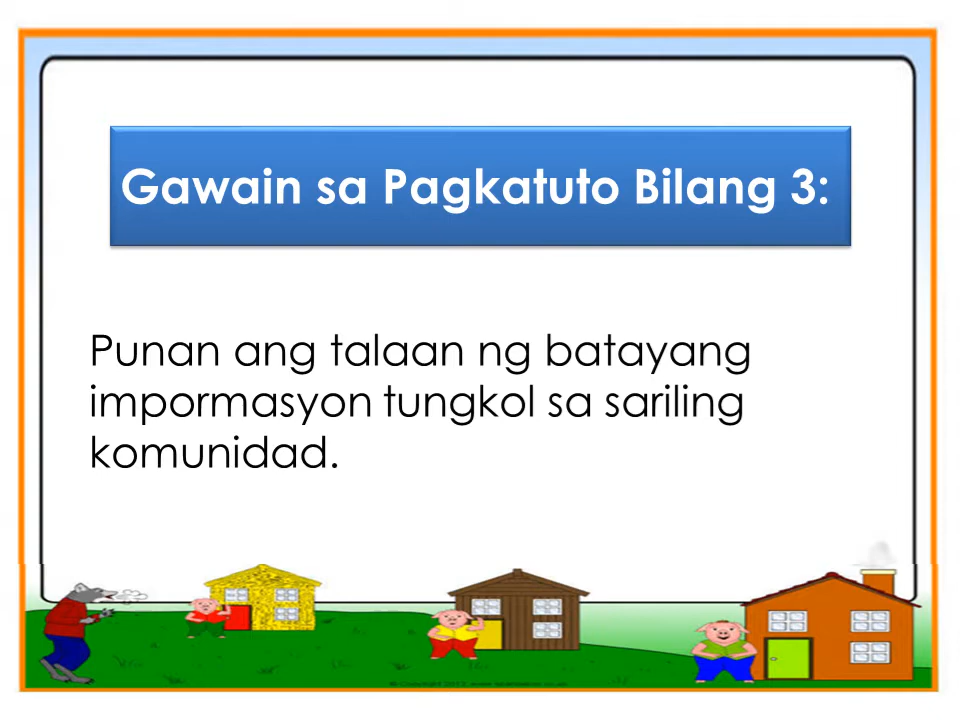 Gawain sa Pagkatuto Bilang 3:
Punan ang talaan ng batayang
impormasyon tungkol sa sariling
komunidad.